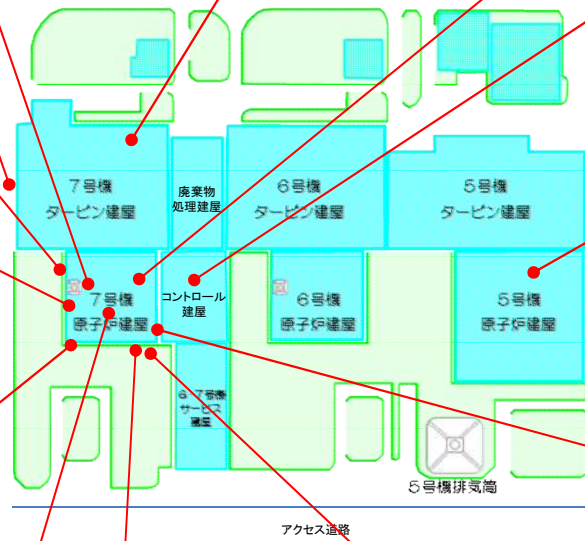 7号機
タービン建屋
廃棄物
処理建屋
6号機
タービン建屋
5号機
タービン建屋
7号機
原子炉建屋
コントロール
建屋
6号機
原子炉建屋
5号機
原子炉建屋
6/7号機
サービス
建屋
5号機排気筒
アクセス道路